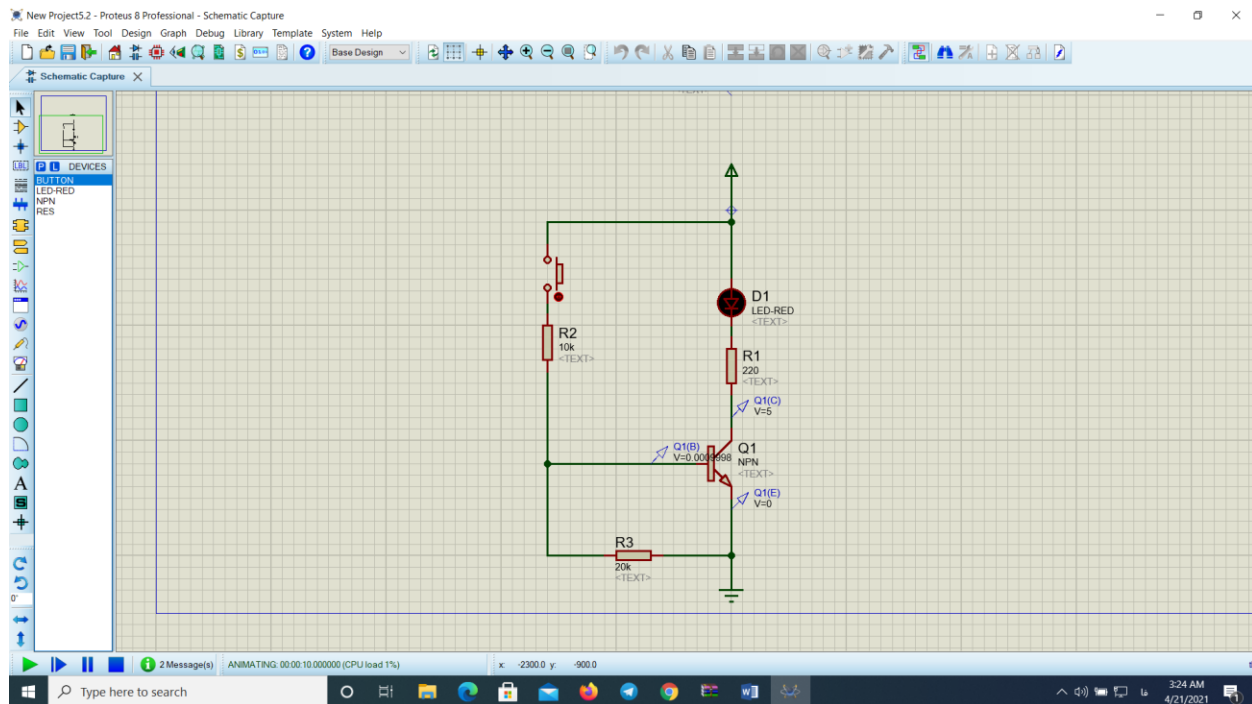 New Project5.2 - Proteus 8 Professional - Schematic Capture
File Edit View Tool Design Graph Debug Library Template System Help
Base Design
Schematic Capture
P L DEVICES
BUTTON
LED-RED
NPN
RES
LBL
A
S
0°
D1
LED-RED
<TEXT>
R2
10k
<TEXT>
R1
220
<TEXT>
Q1(C)
V=5
Q1(B)
V=0.0009998
Q1
NPN
<TEXT>
Q1(E)
V=0
R3
20k
<TEXT>
2 Message(s) ANIMATING: 00:00:10.000000 (CPU load 1%) x: -2300.0 y: -900.0
Type here to search
فا
3:24 AM
4/21/2021